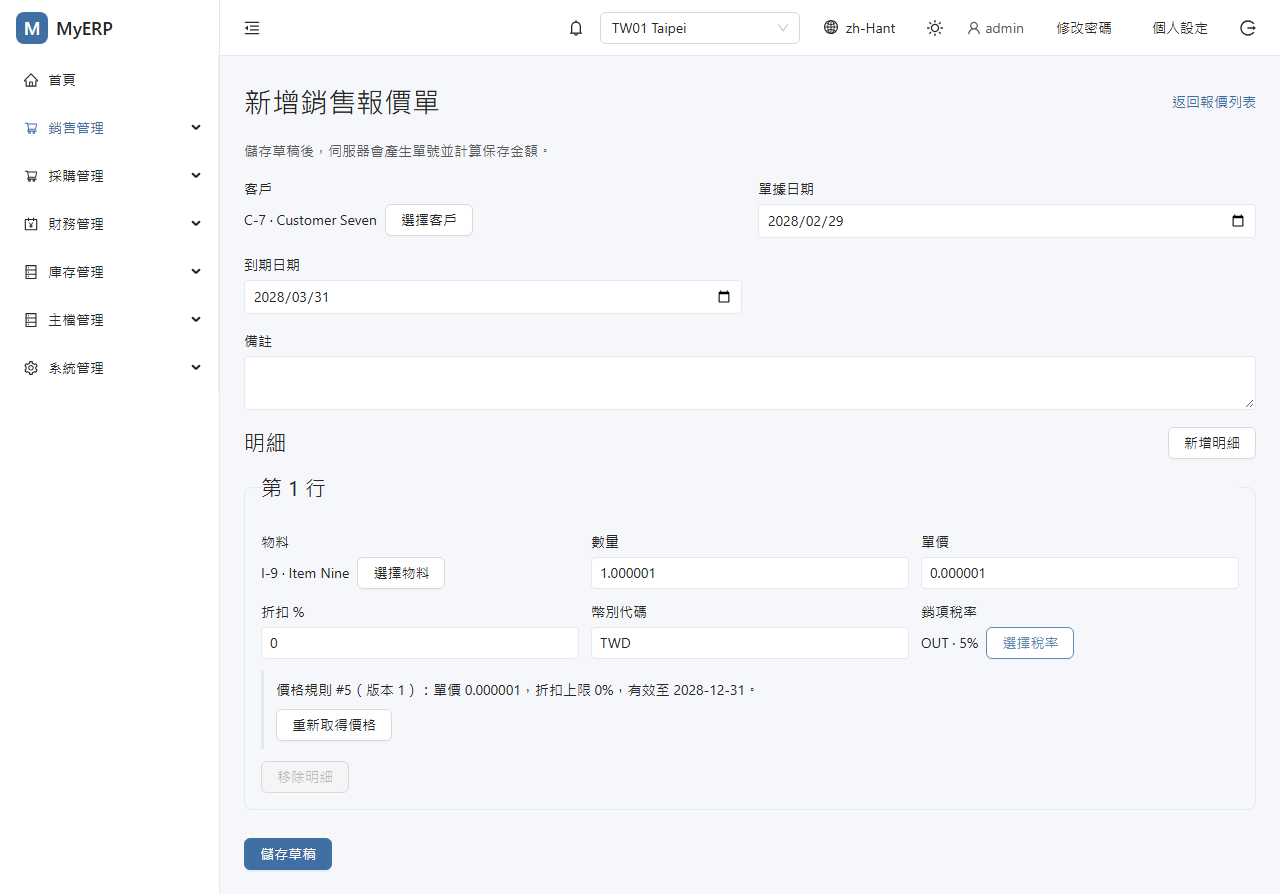 M MyERP
TW01 Taipei
zh-Hant
admin
修改密碼
個人設定
首頁
銷售管理
採購管理
財務管理
庫存管理
主檔管理
系統管理
新增銷售報價單
返回報價列表
儲存草稿後，伺服器會產生單號並計算保存金額。
客戶
C-7 · Customer Seven 選擇客戶
單據日期
2028/02/29
到期日期
2028/03/31
備註
明細
新增明細
第 1 行
物料
I-9 · Item Nine 選擇物料
數量
1.000001
單價
0.000001
折扣 %
0
幣別代碼
TWD
銷項稅率
OUT · 5% 選擇稅率
價格規則 #5（版本 1）：單價 0.000001，折扣上限 0%，有效至 2028-12-31。
重新取得價格
移除明細
儲存草稿